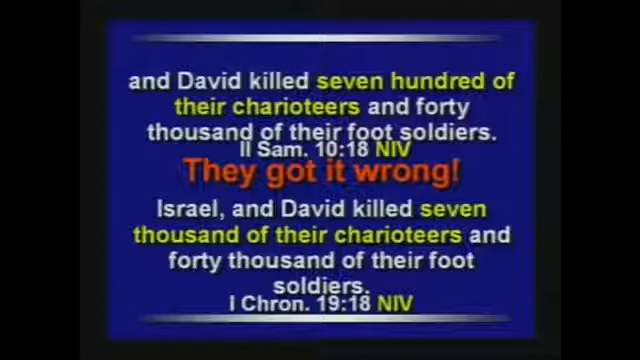 and David killed seven hundred of
their charioteers and forty
thousand of their foot soldiers.
II Sam. 10:18 NIV
They got it wrong!
Israel, and David killed seven
thousand of their charioteers and
forty thousand of their foot
soldiers.
I Chron. 19:18 NIV